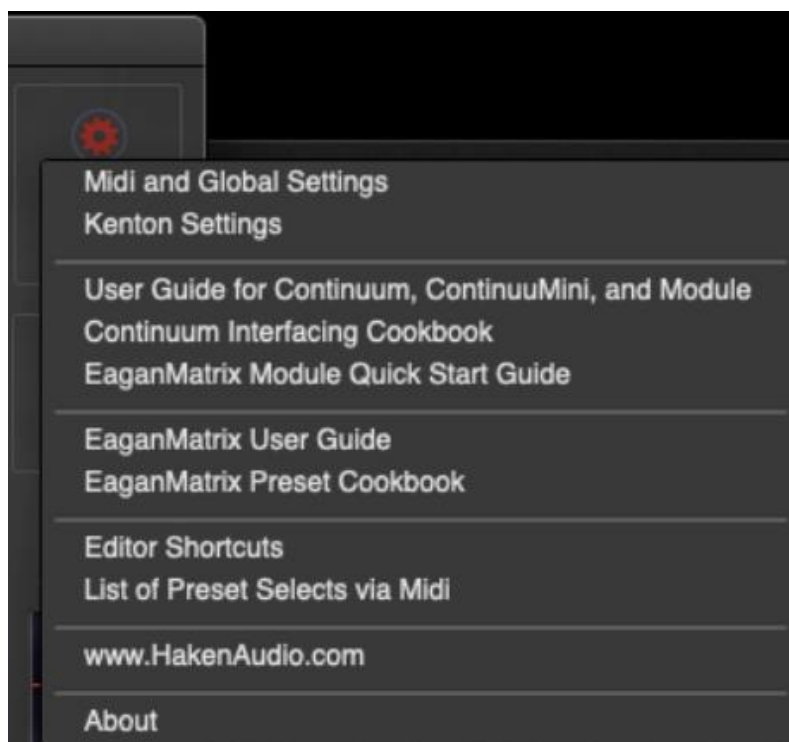 Midi and Global Settings
Kenton Settings
User Guide for Continuum, ContinuuMini, and Module
Continuum Interfacing Cookbook
EaganMatrix Module Quick Start Guide
EaganMatrix User Guide
EaganMatrix Preset Cookbook
Editor Shortcuts
List of Preset Selects via Midi
www.HakenAudio.com
About